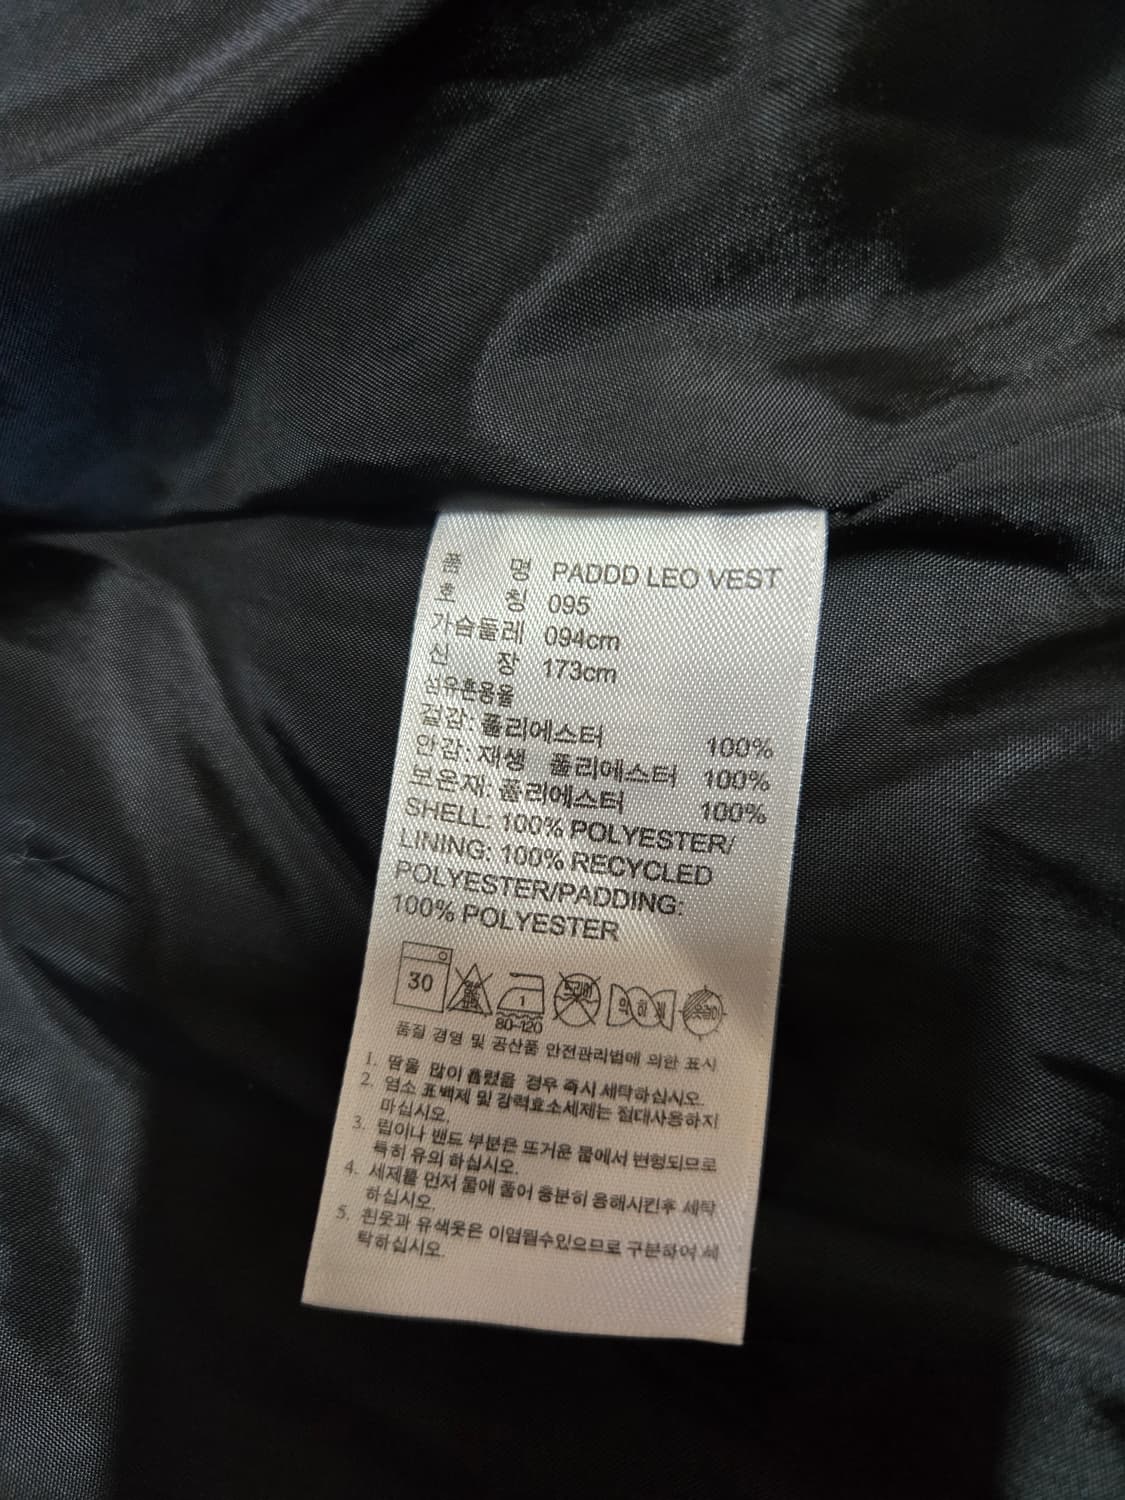 품 명 PADDD LEO VEST
호 칭 095
가슴둘레 094cm
신 장 173cm
섬유혼용율
겉감: 폴리에스터 100%
안감: 재생 폴리에스터 100%
보온재: 폴리에스터 100%
SHELL: 100% POLYESTER/
LINING: 100% RECYCLED
POLYESTER/PADDING:
100% POLYESTER
30 1 80-120 드라이 약하게
품질 경영 및 공산품 안전관리법에 의한 표시
1. 땀을 많이 흘렸을 경우 즉시 세탁하십시오.
2. 염소 표백제 및 강력효소세제는 절대사용하지
마십시오.
3. 립이나 밴드 부분은 뜨거운 물에서 변형되므로
특히 유의 하십시오.
4. 세제를 먼저 물에 풀어 충분히 용해시킨후 세탁
하십시오.
5. 흰옷과 유색옷은 이염될수있으므로 구분하여 세
탁하십시오.